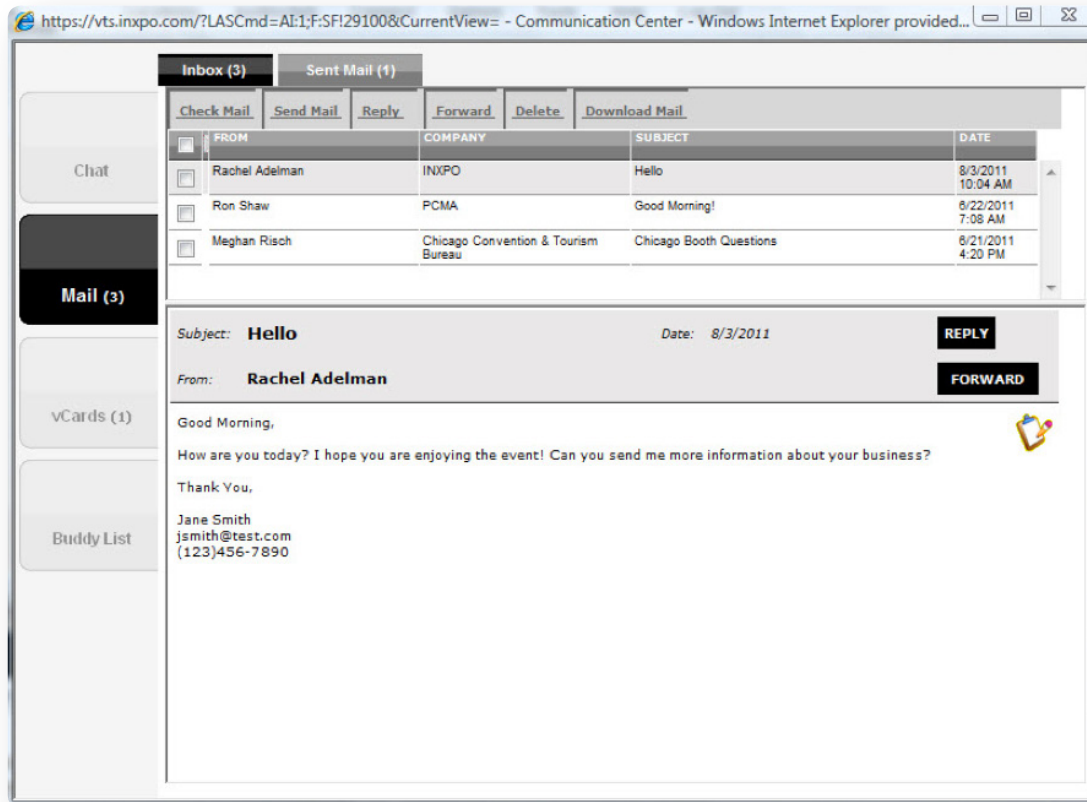 https://vts.inxpo.com/?LASCmd=AI:1;F:SF!29100&CurrentView= - Communication Center - Windows Internet Explorer provided...
Inbox (3) Sent Mail (1)
Check Mail Send Mail Reply Forward Delete Download Mail
FROM COMPANY SUBJECT DATE
Rachel Adelman INXPO Hello 8/3/2011
10:04 AM
Ron Shaw PCMA Good Morning! 6/22/2011
7:08 AM
Meghan Risch Chicago Convention & Tourism Chicago Booth Questions 6/21/2011
Bureau 4:20 PM
Chat
Mail (3)
vCards (1)
Buddy List
Subject: Hello Date: 8/3/2011 REPLY
From: Rachel Adelman FORWARD
Good Morning,
How are you today? I hope you are enjoying the event! Can you send me more information about your business?
Thank You,
Jane Smith
jsmith@test.com
(123)456-7890